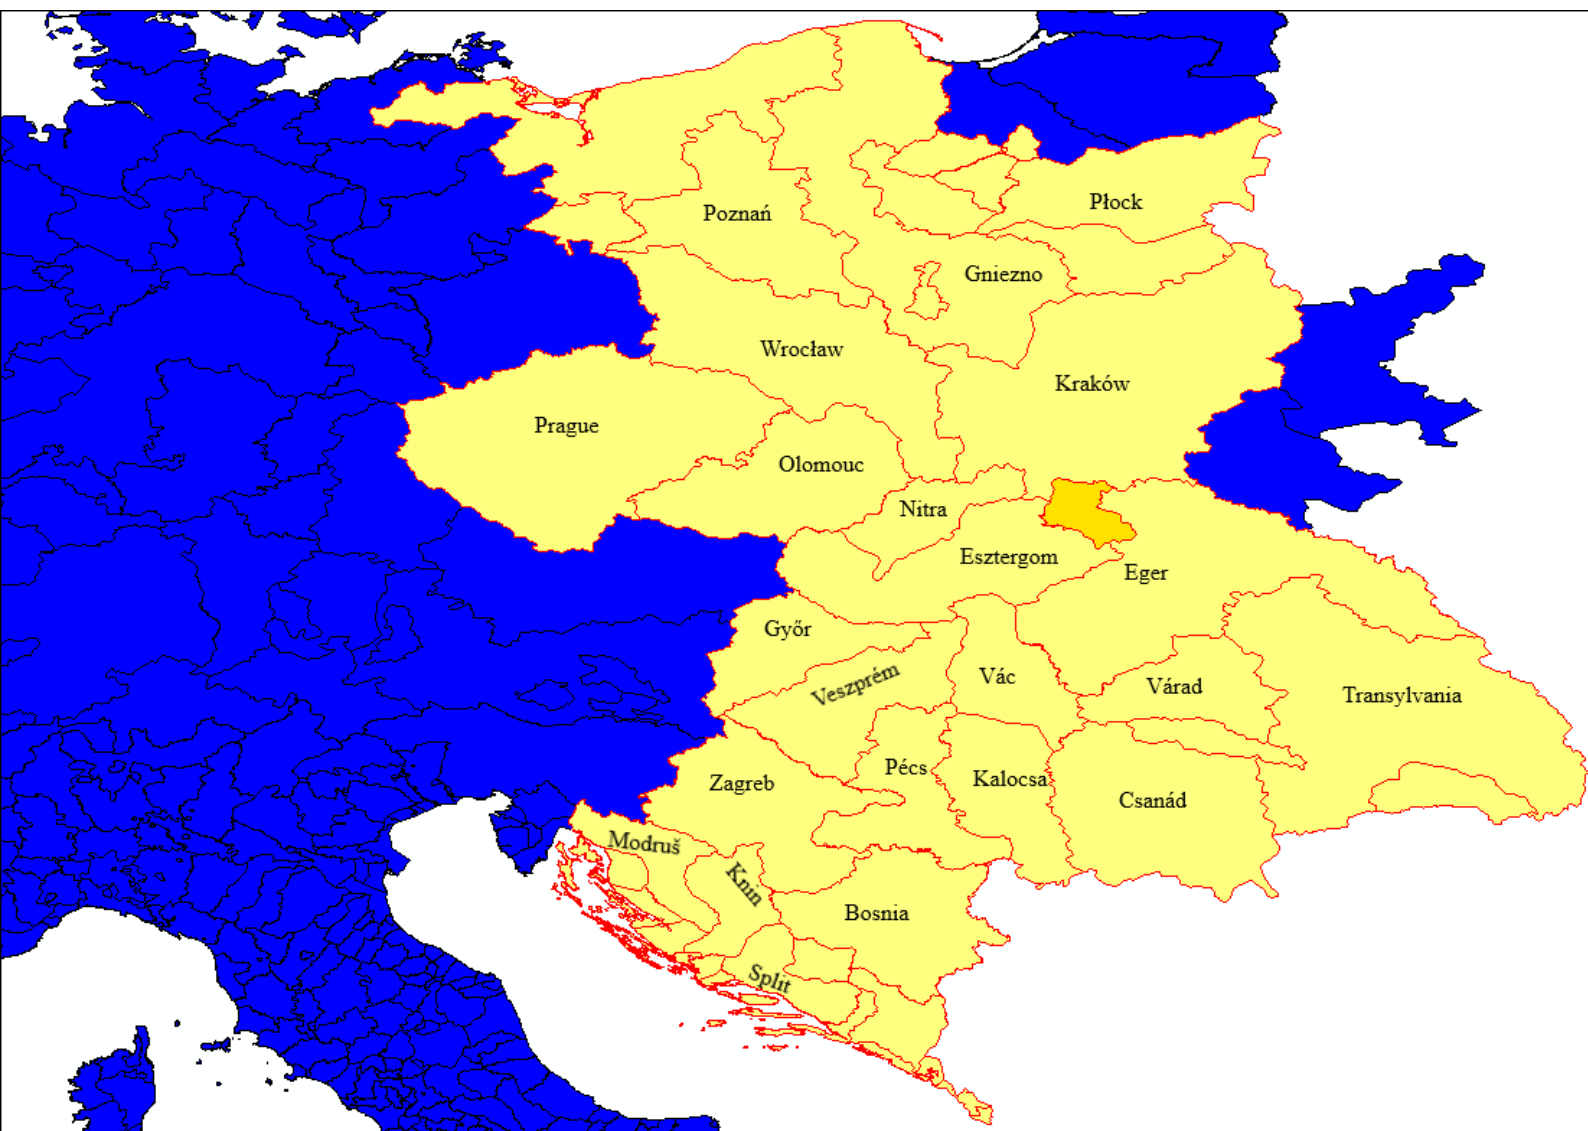 Płock
Poznań
Gniezno
Wrocław
Kraków
Prague
Olomouc
Nitra
Esztergom
Eger
Győr
Veszprém
Vác
Várad
Transylvania
Pécs
Kalocsa
Zagreb
Csanád
Modruš
Knin
Bosnia
Split